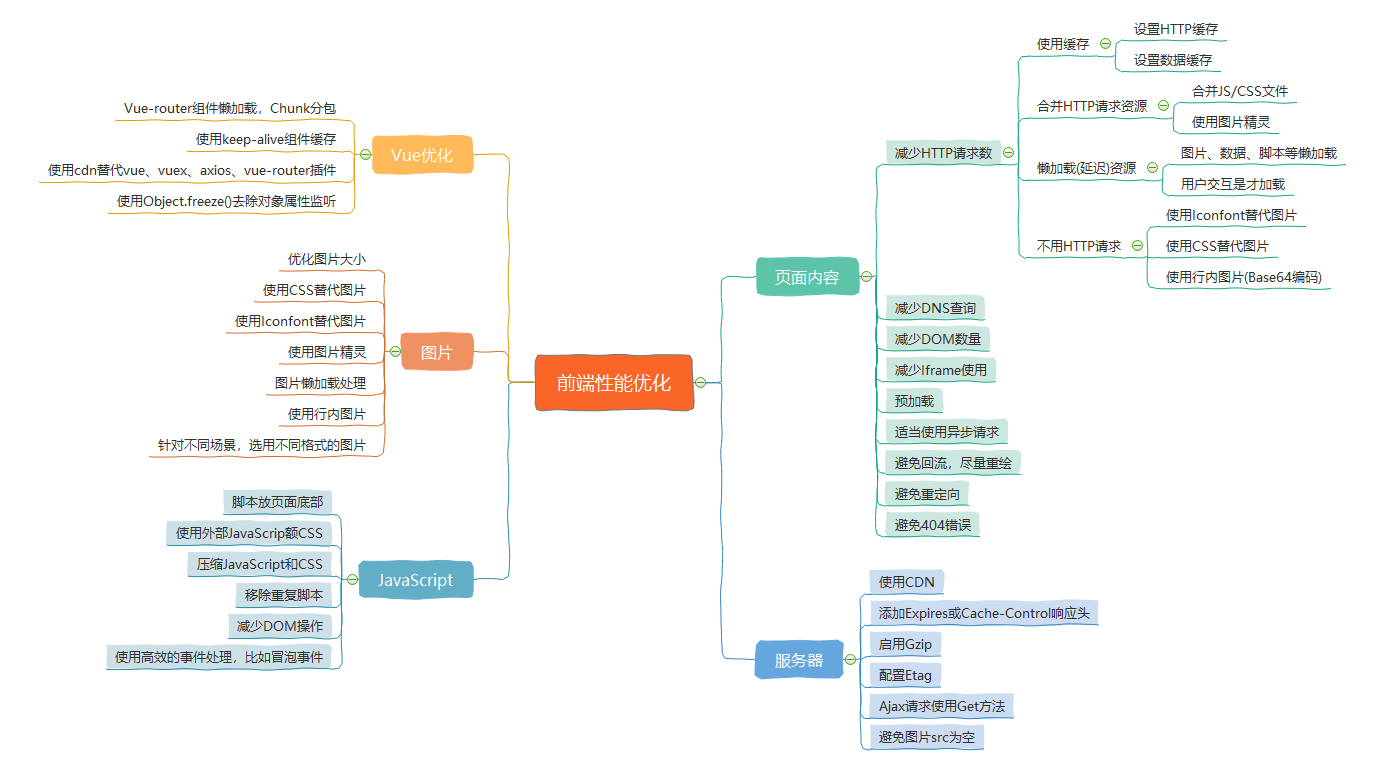 前端性能优化
Vue优化
Vue-router组件懒加载，Chunk分包
使用keep-alive组件缓存
使用cdn替代vue、vuex、axios、vue-router插件
使用Object.freeze()去除对象属性监听
图片
优化图片大小
使用CSS替代图片
使用Iconfont替代图片
使用图片精灵
图片懒加载处理
使用行内图片
针对不同场景，选用不同格式的图片
JavaScript
脚本放页面底部
使用外部JavaScrip额CSS
压缩JavaScript和CSS
移除重复脚本
减少DOM操作
使用高效的事件处理，比如冒泡事件
页面内容
减少HTTP请求数
使用缓存
设置HTTP缓存
设置数据缓存
合并HTTP请求资源
合并JS/CSS文件
使用图片精灵
懒加载(延迟)资源
图片、数据、脚本等懒加载
用户交互是才加载
不用HTTP请求
使用Iconfont替代图片
使用CSS替代图片
使用行内图片(Base64编码)
减少DNS查询
减少DOM数量
减少Iframe使用
预加载
适当使用异步请求
避免回流，尽量重绘
避免重定向
避免404错误
服务器
使用CDN
添加Expires或Cache-Control响应头
启用Gzip
配置Etag
Ajax请求使用Get方法
避免图片src为空